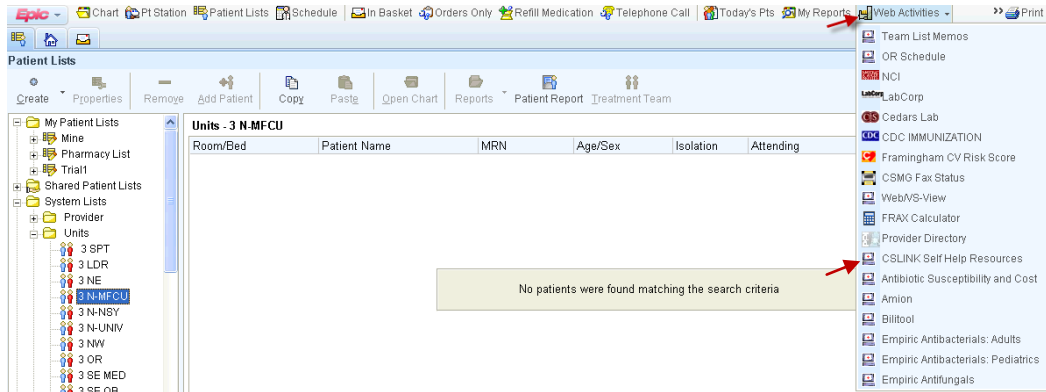 Epic Chart Pt Station Patient Lists Schedule In Basket Orders Only Refill Medication Telephone Call Today's Pts My Reports Web Activities Print
Patient Lists
Create Properties Remove Add Patient Copy Paste Open Chart Reports Patient Report Treatment Team
My Patient Lists
Mine
Pharmacy List
Trial1
Shared Patient Lists
System Lists
Provider
Units
3 SPT
3 LDR
3 NE
3 N-MFCU
3 N-NSY
3 N-UNIV
3 NW
3 OR
3 SE MED
3 SE OB
Units - 3 N-MFCU
Room/Bed Patient Name MRN Age/Sex Isolation Attending
No patients were found matching the search criteria
Team List Memos
OR Schedule
NCI
LabCorp LabCorp
CS Cedars Lab
CDC CDC IMMUNIZATION
Framingham CV Risk Score
CSMG Fax Status
Web/VS-View
FRAX Calculator
Provider Directory
CSLINK Self Help Resources
Antibiotic Susceptibility and Cost
Amion
Bilitool
Empiric Antibacterials: Adults
Empiric Antibacterials: Pediatrics
Empiric Antifungals